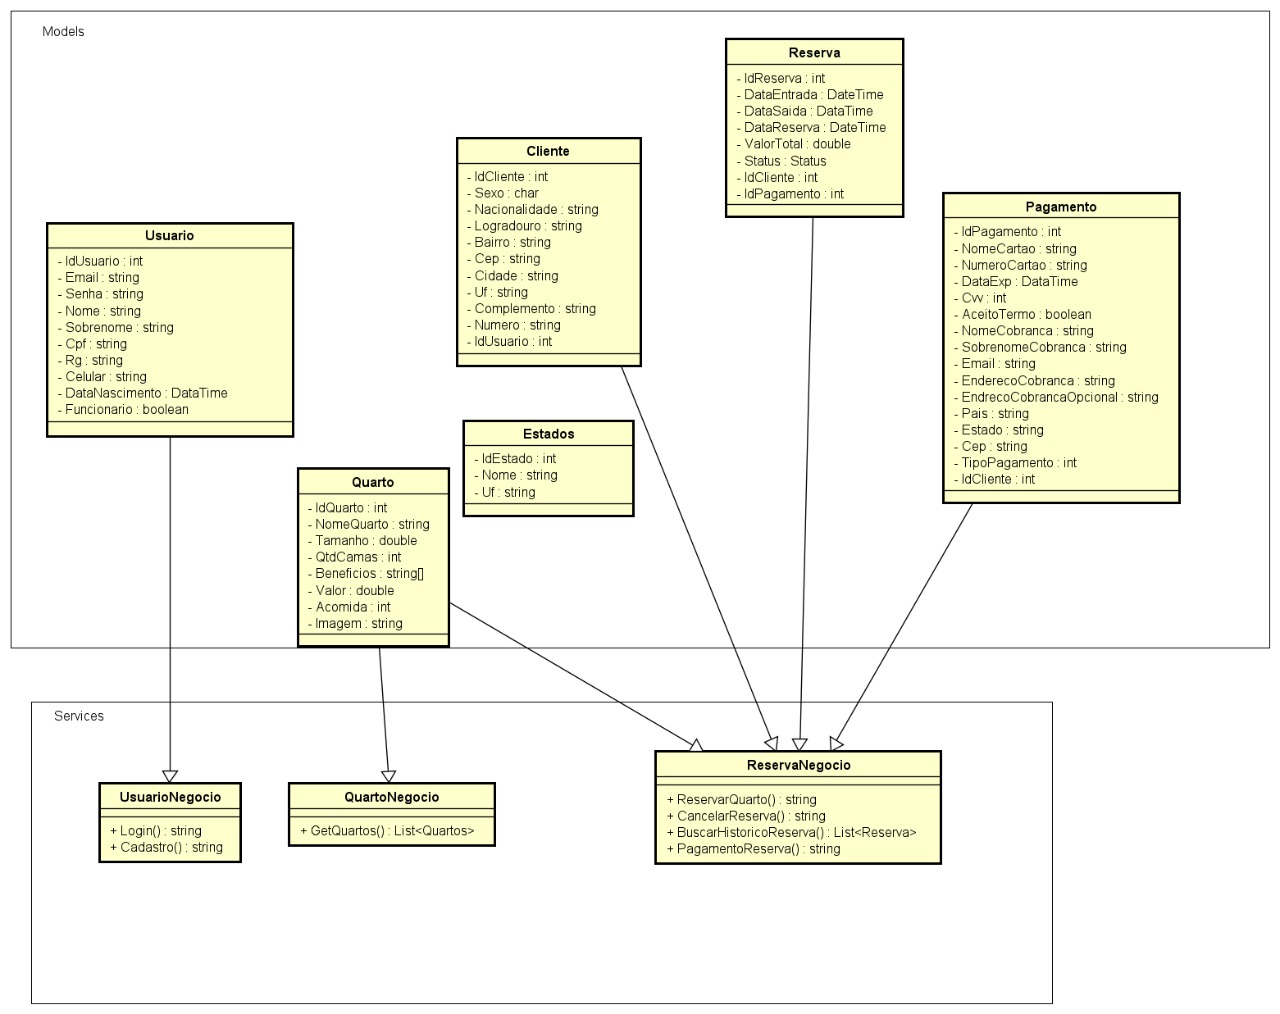 Models
Reserva
- IdReserva : int
- DataEntrada : DateTime
- DataSaida : DataTime
- DataReserva : DateTime
- ValorTotal : double
- Status : Status
- IdCliente : int
- IdPagamento : int
Cliente
- IdCliente : int
- Sexo : char
- Nacionalidade : string
- Logradouro : string
- Bairro : string
- Cep : string
- Cidade : string
- Uf : string
- Complemento : string
- Numero : string
- IdUsuario : int
Pagamento
- IdPagamento : int
- NomeCartao : string
- NumeroCartao : string
- DataExp : DataTime
- Cvv : int
- AceitoTermo : boolean
- NomeCobranca : string
- SobrenomeCobranca : string
- Email : string
- EnderecoCobranca : string
- EndrecoCobrancaOpcional : string
- Pais : string
- Estado : string
- Cep : string
- TipoPagamento : int
- IdCliente : int
Usuario
- IdUsuario : int
- Email : string
- Senha : string
- Nome : string
- Sobrenome : string
- Cpf : string
- Rg : string
- Celular : string
- DataNascimento : DataTime
- Funcionario : boolean
Estados
- IdEstado : int
- Nome : string
- Uf : string
Quarto
- IdQuarto : int
- NomeQuarto : string
- Tamanho : double
- QtdCamas : int
- Beneficios : string[]
- Valor : double
- Acomida : int
- Imagem : string
Services
UsuarioNegocio
+ Login() : string
+ Cadastro() : string
QuartoNegocio
+ GetQuartos() : List<Quartos>
ReservaNegocio
+ ReservarQuarto() : string
+ CancelarReserva() : string
+ BuscarHistoricoReserva() : List<Reserva>
+ PagamentoReserva() : string